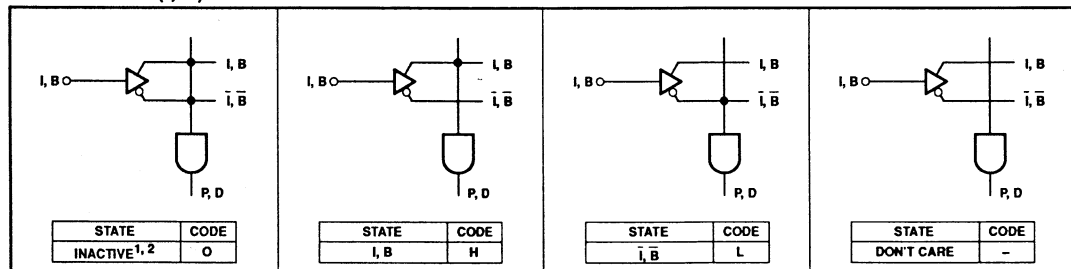 I, B
I, B
I̅, B̅
P, D
STATE CODE
INACTIVE1, 2 O
I, B
I, B
I̅, B̅
P, D
STATE CODE
I, B H
I, B
I, B
I̅, B̅
P, D
STATE CODE
I̅, B̅ L
I, B
I, B
I̅, B̅
P, D
STATE CODE
DON'T CARE –